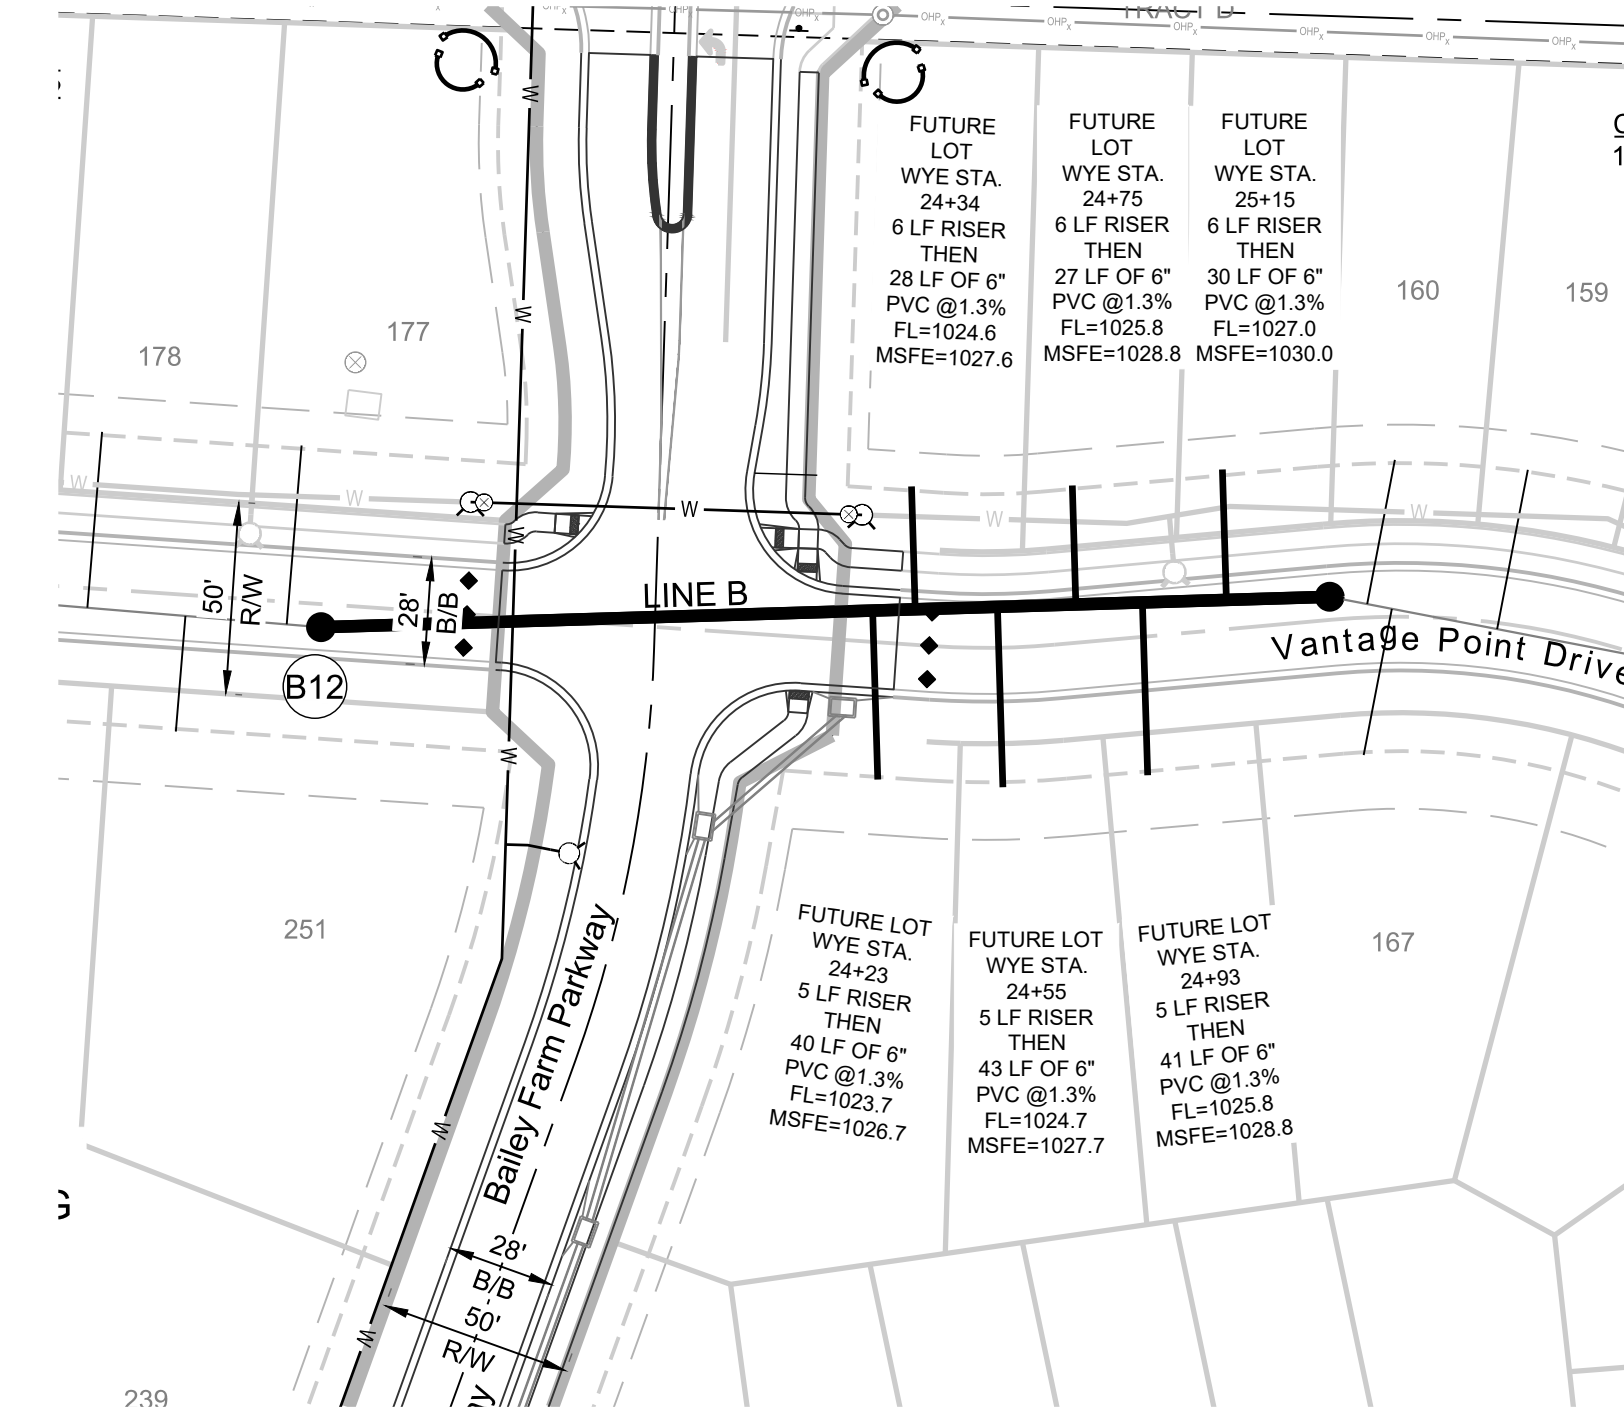 OHPx
OHPx
OHPx
OHPx
OHPx
OHPx
OHPx
OHPx
W
FUTURE
LOT
WYE STA.
24+34
6 LF RISER
THEN
28 LF OF 6"
PVC @1.3%
FL=1024.6
MSFE=1027.6
FUTURE
LOT
WYE STA.
24+75
6 LF RISER
THEN
27 LF OF 6"
PVC @1.3%
FL=1025.8
MSFE=1028.8
FUTURE
LOT
WYE STA.
25+15
6 LF RISER
THEN
30 LF OF 6"
PVC @1.3%
FL=1027.0
MSFE=1030.0
160
159
178
177
W
W
W
W
W
W
W
50'
R/W
28'
B/B
LINE B
B12
Vantage Point Drive
W
251
Bailey Farm Parkway
FUTURE LOT
WYE STA.
24+23
5 LF RISER
THEN
40 LF OF 6"
PVC @1.3%
FL=1023.7
MSFE=1026.7
FUTURE LOT
WYE STA.
24+55
5 LF RISER
THEN
43 LF OF 6"
PVC @1.3%
FL=1024.7
MSFE=1027.7
FUTURE LOT
WYE STA.
24+93
5 LF RISER
THEN
41 LF OF 6"
PVC @1.3%
FL=1025.8
MSFE=1028.8
167
W
28'
B/B
50'
R/W
W
239